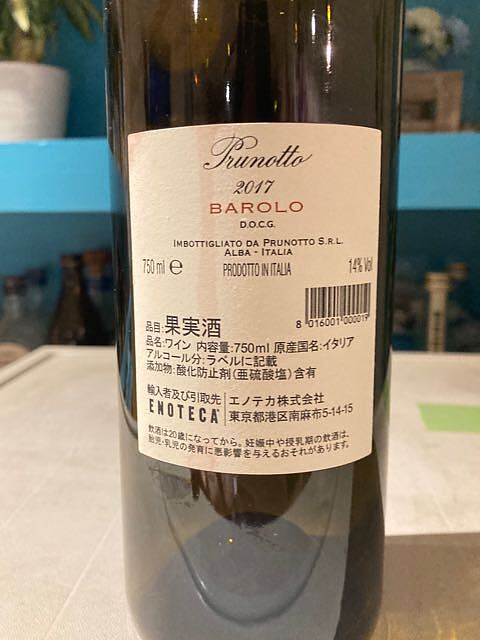 Prunotto
2017
BAROLO
D.O.C.G.
IMBOTTIGLIATO DA PRUNOTTO S.R.L.
ALBA - ITALIA
750 ml e PRODOTTO IN ITALIA 14% Vol
8 016001 000019
品目:果実酒
品名:ワイン 内容量:750ml 原産国名:イタリア
アルコール分:ラベルに記載
添加物:酸化防止剤(亜硫酸塩)含有
輸入者及び引取先 エノテカ株式会社
ENOTECA 東京都港区南麻布5-14-15
飲酒は20歳になってから。妊娠中や授乳期の飲酒は、
胎児・乳児の発育に悪影響を与えるおそれがあります。